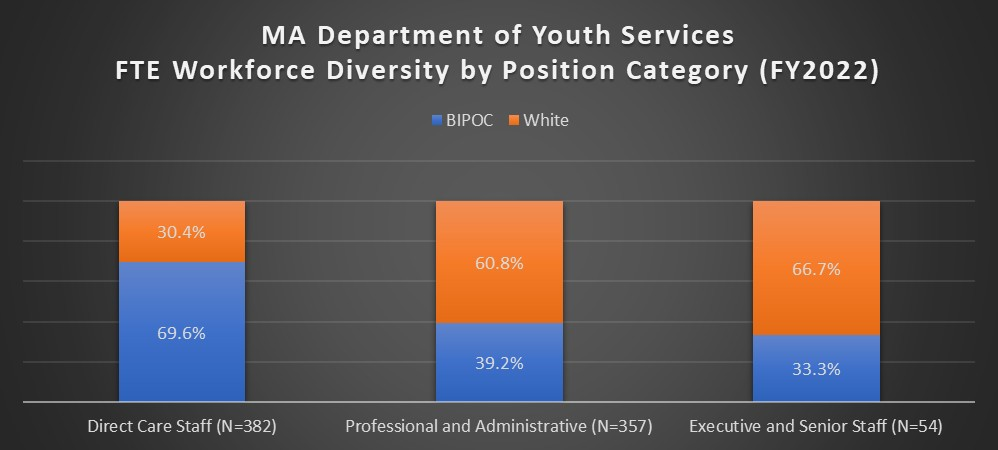 MA Department of Youth Services
FTE Workforce Diversity by Position Category (FY2022)
BIPOC White
30.4%
69.6%
60.8%
39.2%
66.7%
33.3%
Direct Care Staff (N=382) Professional and Administrative (N=357) Executive and Senior Staff (N=54)